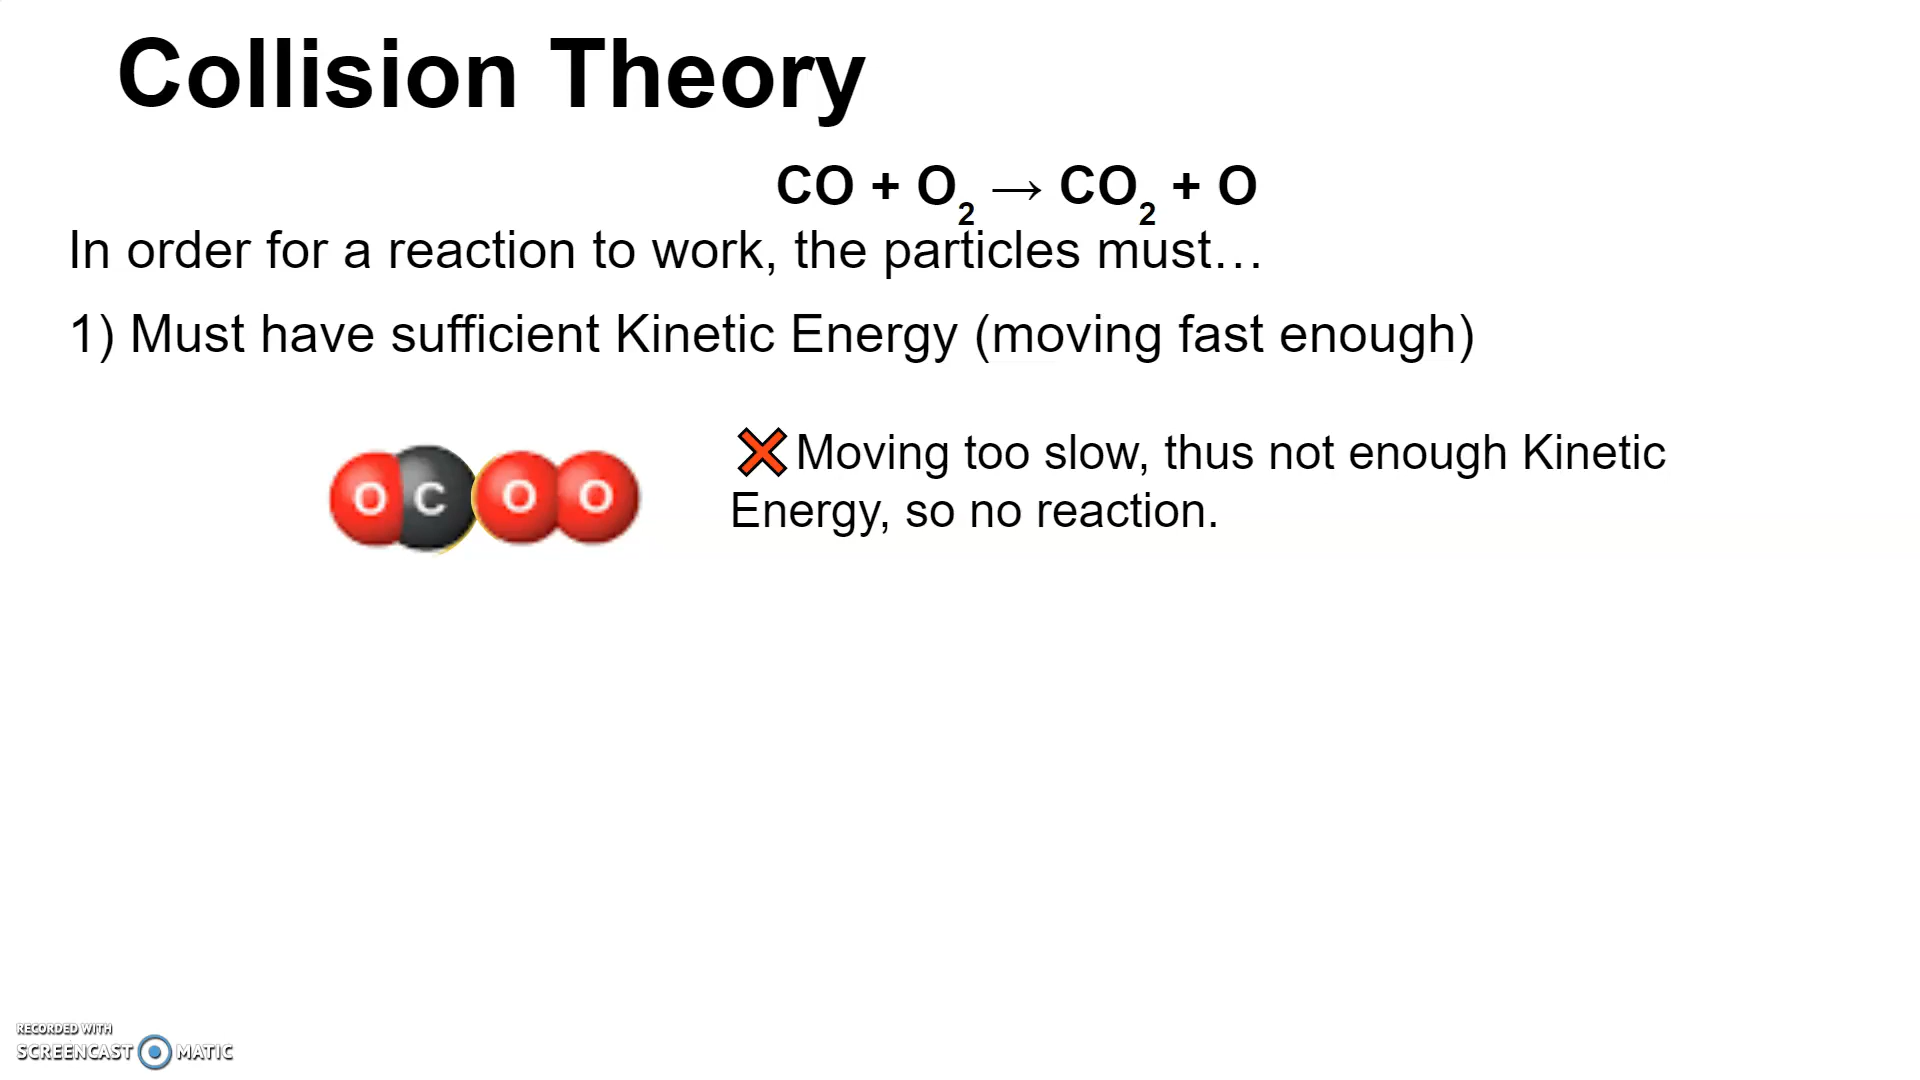 Collision Theory
CO + O₂ → CO₂ + O
In order for a reaction to work, the particles must…
1) Must have sufficient Kinetic Energy (moving fast enough)
❌Moving too slow, thus not enough Kinetic
Energy, so no reaction.
O C O O
RECORDED WITH
SCREENCAST MATIC